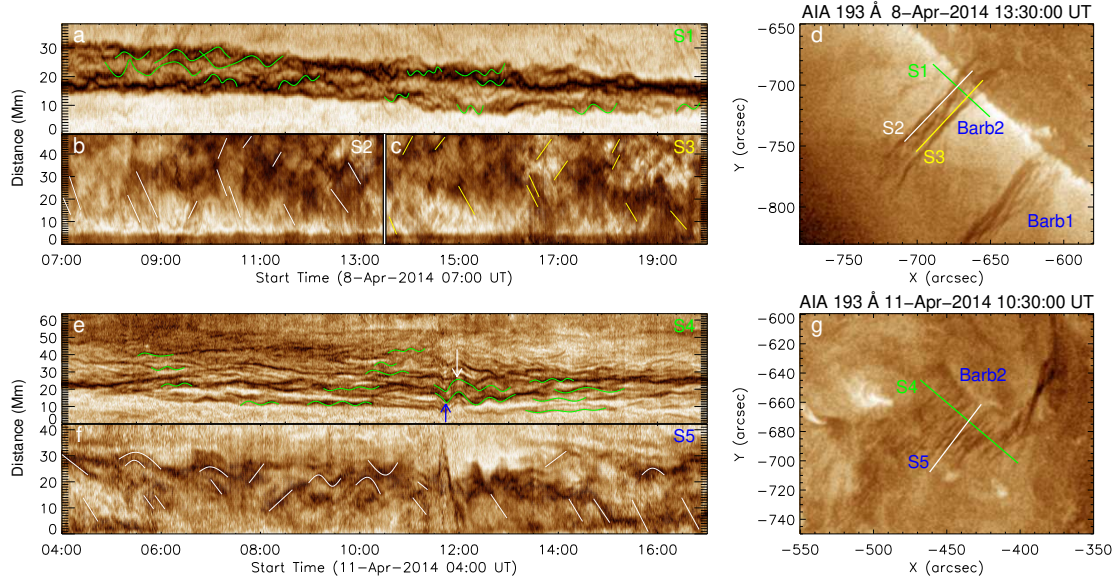 AIA 193 Å 8-Apr-2014 13:30:00 UT
a
S1
30
20
10
0
Distance (Mm)
b
S2
c
S3
40
30
20
10
0
07:00 09:00 11:00 13:00 15:00 17:00 19:00
Start Time (8-Apr-2014 07:00 UT)
d
S1
S2
S3
Barb2
Barb1
-650
-700
-750
-800
Y (arcsec)
-750 -700 -650 -600
X (arcsec)
AIA 193 Å 11-Apr-2014 10:30:00 UT
e
S4
60
50
40
30
20
10
0
Distance (Mm)
f
S5
40
30
20
10
0
04:00 06:00 08:00 10:00 12:00 14:00 16:00
Start Time (11-Apr-2014 04:00 UT)
g
Barb2
S4
S5
-600
-620
-640
-660
-680
-700
-720
-740
Y (arcsec)
-550 -500 -450 -400 -350
X (arcsec)